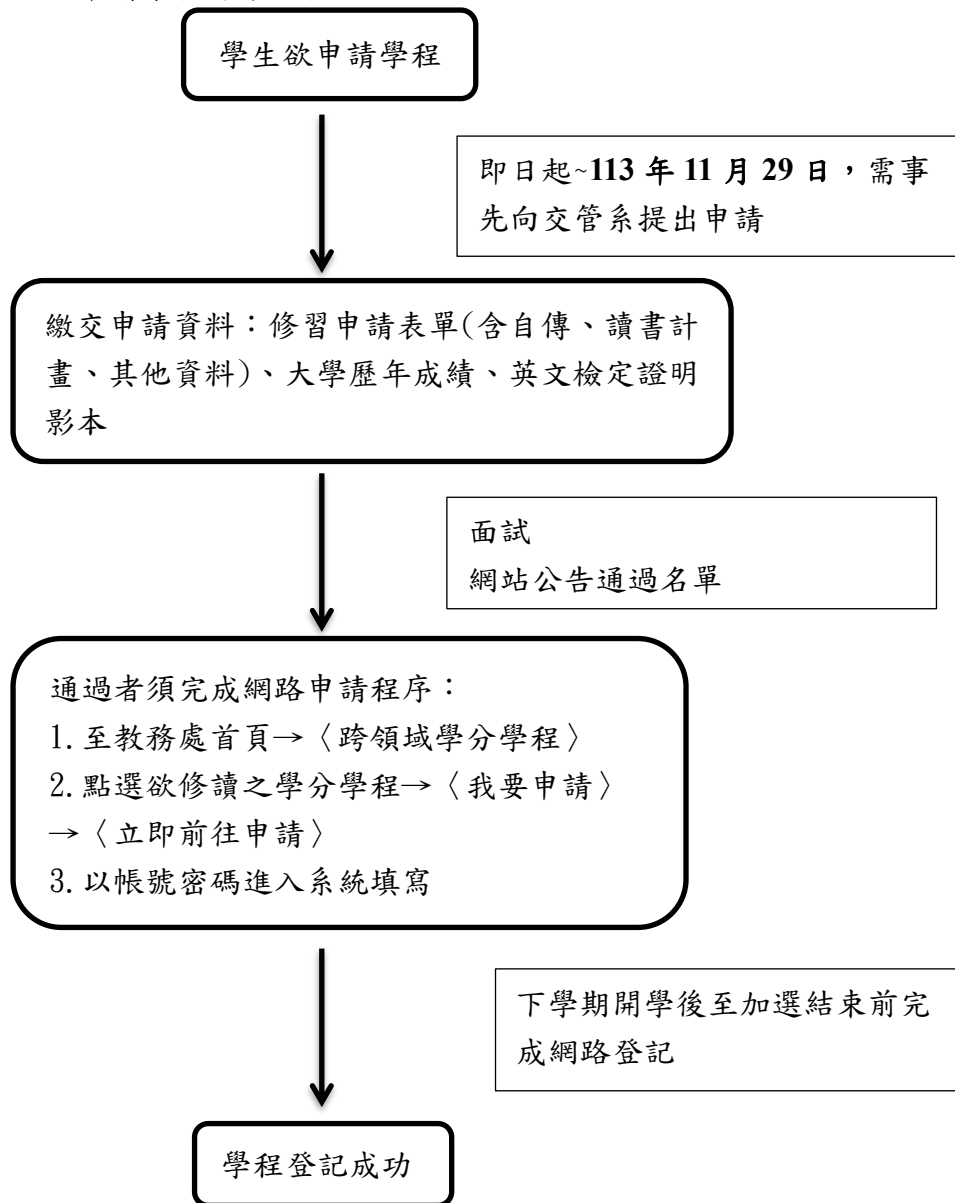 學生欲申請學程
即日起~113 年 11 月 29 日，需事
先向交管系提出申請
繳交申請資料：修習申請表單(含自傳、讀書計
畫、其他資料)、大學歷年成績、英文檢定證明
影本
面試
網站公告通過名單
通過者須完成網路申請程序：
1.至教務處首頁→〈跨領域學分學程〉
2.點選欲修讀之學分學程→〈我要申請〉
→〈立即前往申請〉
3.以帳號密碼進入系統填寫
下學期開學後至加選結束前完
成網路登記
學程登記成功